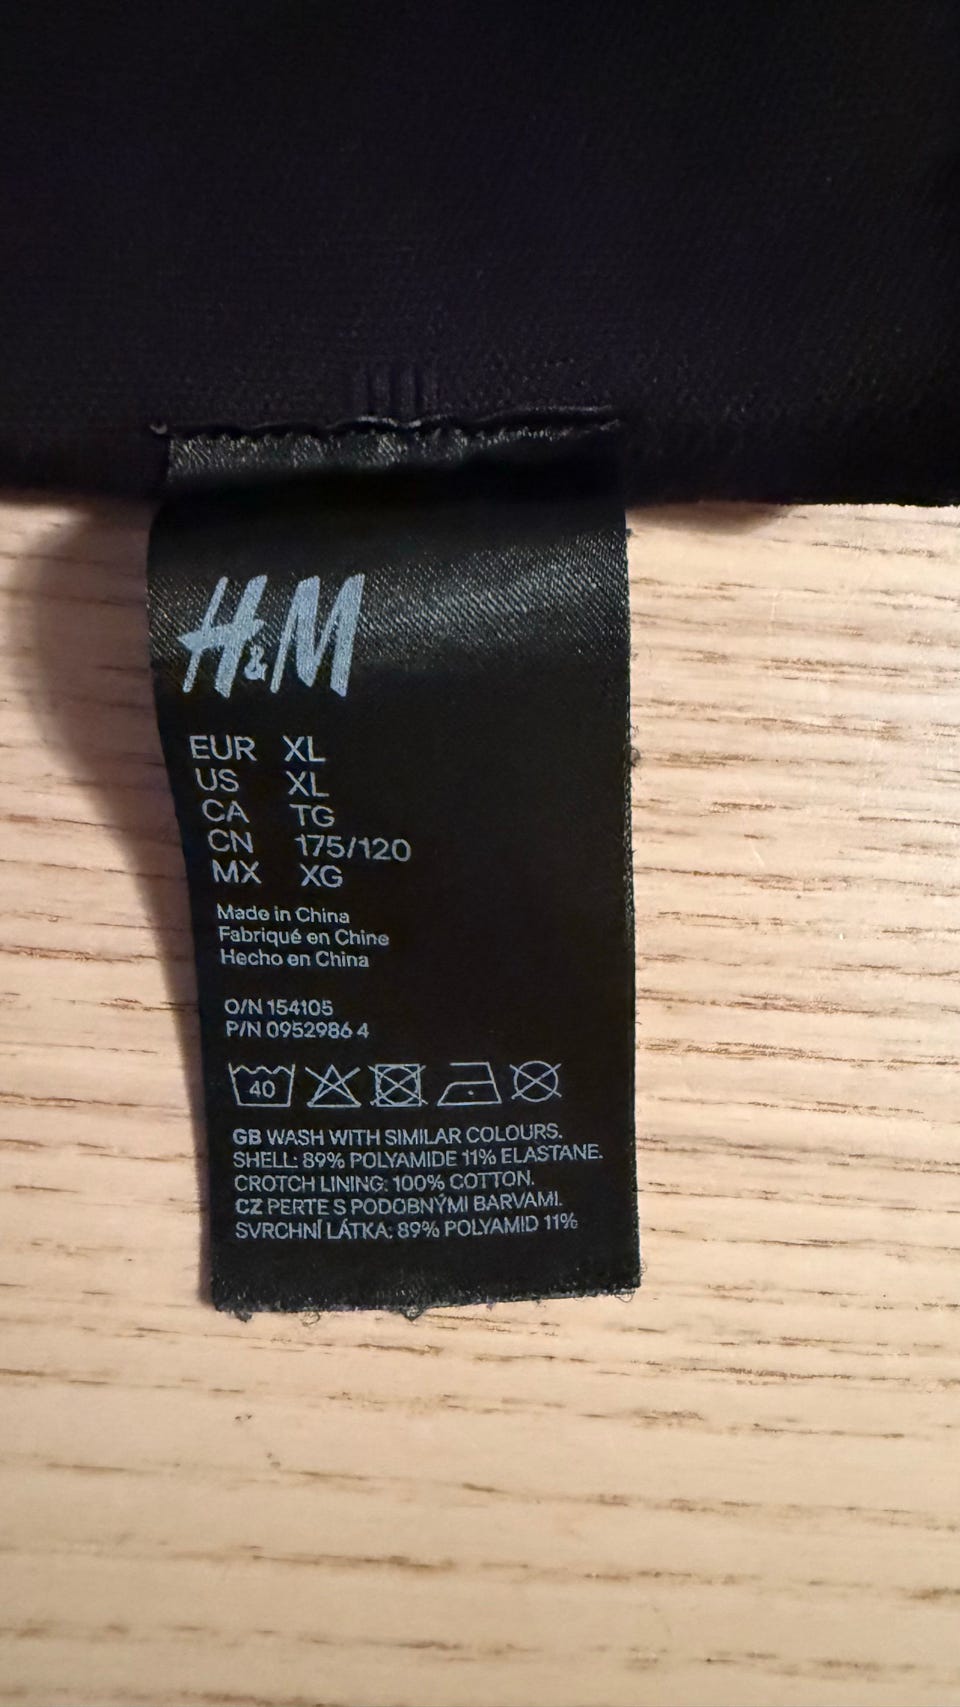 H&M
EUR XL
US XL
CA TG
CN 175/120
MX XG
Made in China
Fabriqué en Chine
Hecho en China
O/N 154105
P/N 0952986 4
40
GB WASH WITH SIMILAR COLOURS.
SHELL: 89% POLYAMIDE 11% ELASTANE.
CROTCH LINING: 100% COTTON.
CZ PERTE S PODOBNÝMI BARVAMI.
SVRCHNÍ LÁTKA: 89% POLYAMID 11%